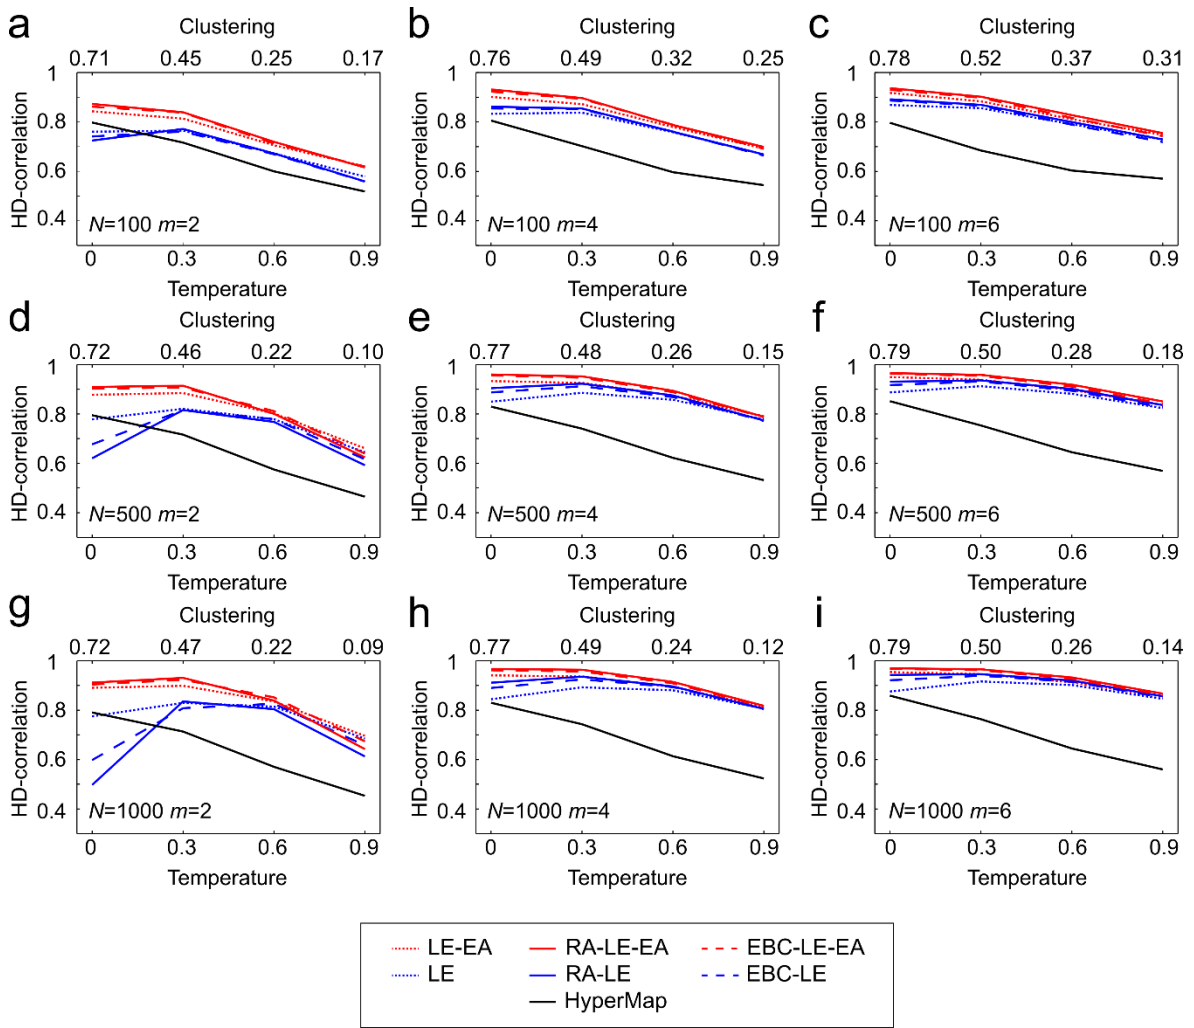 a
Clustering
0.71 0.45 0.25 0.17
HD-correlation
1
0.8
0.6
0.4
N=100 m=2
0 0.3 0.6 0.9
Temperature
b
Clustering
0.76 0.49 0.32 0.25
HD-correlation
1
0.8
0.6
0.4
N=100 m=4
0 0.3 0.6 0.9
Temperature
c
Clustering
0.78 0.52 0.37 0.31
HD-correlation
1
0.8
0.6
0.4
N=100 m=6
0 0.3 0.6 0.9
Temperature
d
Clustering
0.72 0.46 0.22 0.10
HD-correlation
1
0.8
0.6
0.4
N=500 m=2
0 0.3 0.6 0.9
Temperature
e
Clustering
0.77 0.48 0.26 0.15
HD-correlation
1
0.8
0.6
0.4
N=500 m=4
0 0.3 0.6 0.9
Temperature
f
Clustering
0.79 0.50 0.28 0.18
HD-correlation
1
0.8
0.6
0.4
N=500 m=6
0 0.3 0.6 0.9
Temperature
g
Clustering
0.72 0.47 0.22 0.09
HD-correlation
1
0.8
0.6
0.4
N=1000 m=2
0 0.3 0.6 0.9
Temperature
h
Clustering
0.77 0.49 0.24 0.12
HD-correlation
1
0.8
0.6
0.4
N=1000 m=4
0 0.3 0.6 0.9
Temperature
i
Clustering
0.79 0.50 0.26 0.14
HD-correlation
1
0.8
0.6
0.4
N=1000 m=6
0 0.3 0.6 0.9
Temperature
LE-EA RA-LE-EA EBC-LE-EA
LE RA-LE EBC-LE
HyperMap